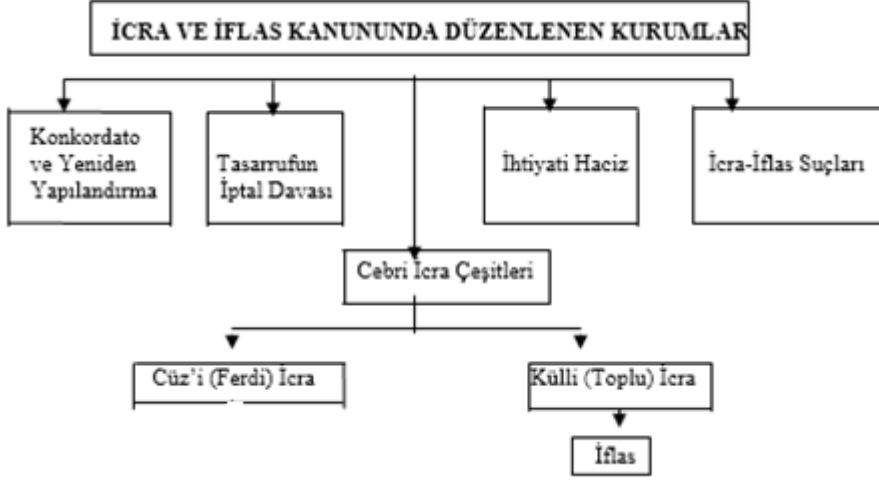 İCRA VE İFLAS KANUNUNDA DÜZENLENEN KURUMLAR
Konkordato
ve Yeniden
Yapılandırma
Tasarrufun
İptal Davası
İhtiyati Haciz
İcra-İflas Suçları
Cebri İcra Çeşitleri
Cüz’i (Ferdi) İcra
Külli (Toplu) İcra
İflas